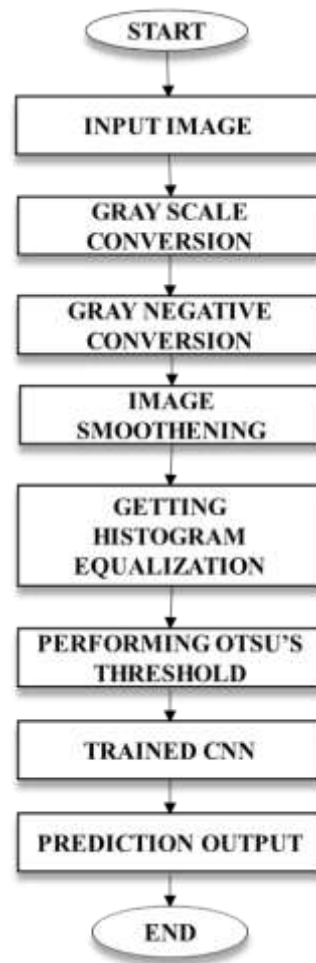 START
INPUT IMAGE
GRAY SCALE
CONVERSION
GRAY NEGATIVE
CONVERSION
IMAGE
SMOOTHENING
GETTING
HISTOGRAM
EQUALIZATION
PERFORMING OTSU'S
THRESHOLD
TRAINED CNN
PREDICTION OUTPUT
END